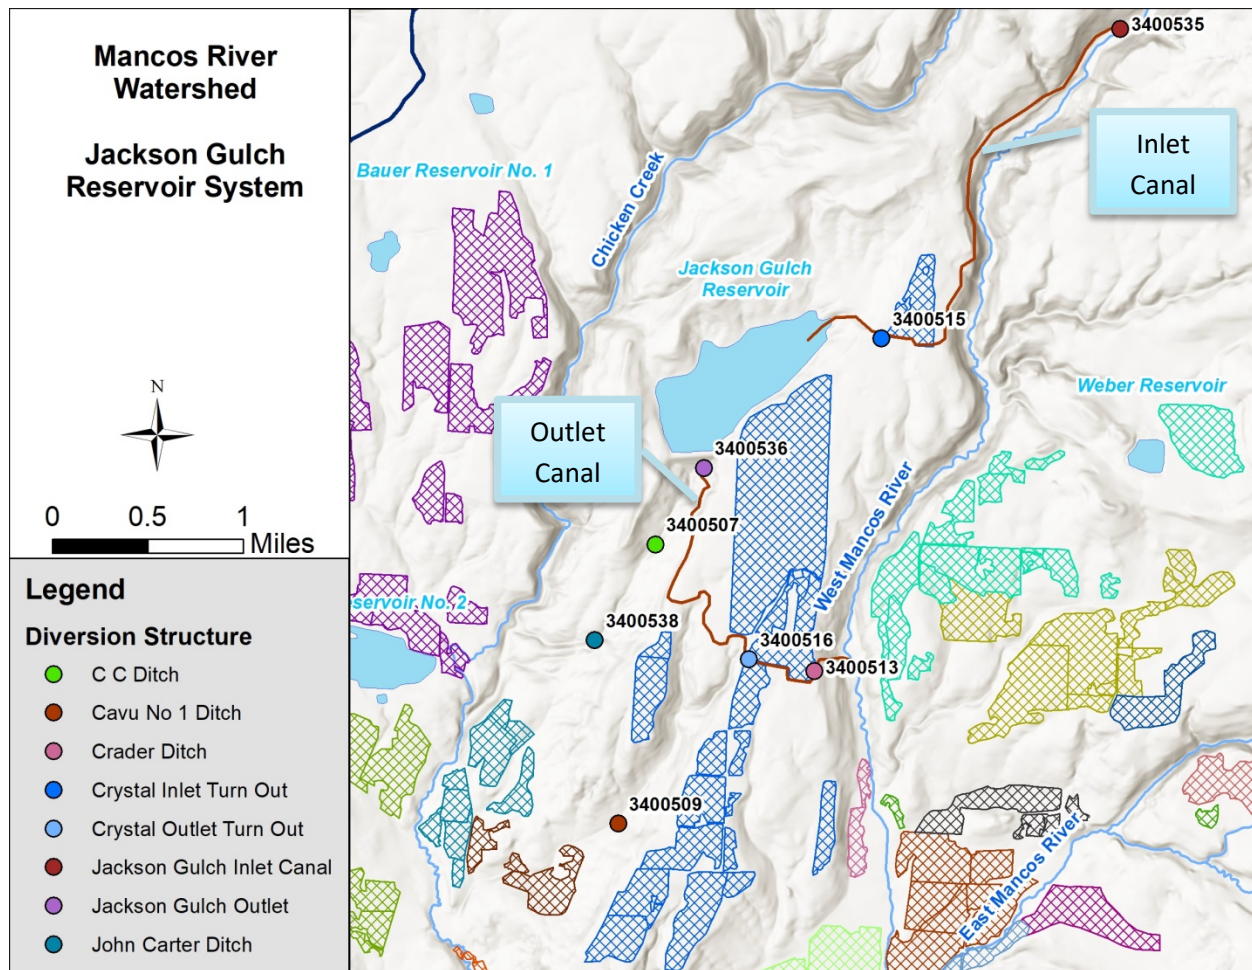 Mancos River
Watershed
Jackson Gulch
Reservoir System
N
0 0.5 1
Miles
Legend
Diversion Structure
C C Ditch
Cavu No 1 Ditch
Crader Ditch
Crystal Inlet Turn Out
Crystal Outlet Turn Out
Jackson Gulch Inlet Canal
Jackson Gulch Outlet
John Carter Ditch
3400535
Inlet
Canal
Bauer Reservoir No. 1
Chicken Creek
Jackson Gulch
Reservoir
3400515
Weber Reservoir
Outlet
Canal
3400536
3400507
West Mancos River
eservoir No. 2
3400538
3400516
3400513
3400509
East Mancos River